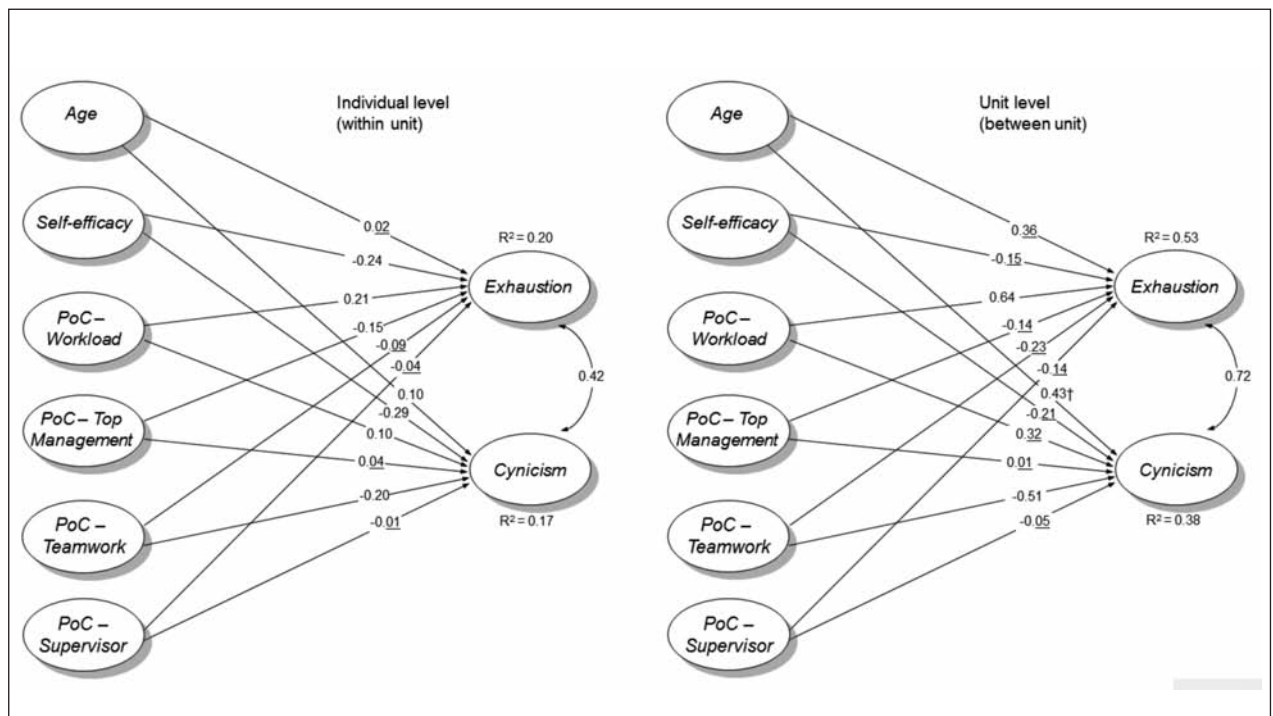 Individual level
(within unit)
Age
Self-efficacy
PoC –
Workload
PoC – Top
Management
PoC –
Teamwork
PoC –
Supervisor
0.02
-0.24
0.21
-0.15
-0.09
-0.04
0.10
-0.29
0.10
0.04
-0.20
-0.01
R² = 0.20
Exhaustion
0.42
Cynicism
R² = 0.17
Unit level
(between unit)
Age
Self-efficacy
PoC –
Workload
PoC – Top
Management
PoC –
Teamwork
PoC –
Supervisor
0.36
-0.15
0.64
-0.14
-0.23
-0.14
0.43†
-0.21
0.32
0.01
-0.51
-0.05
R² = 0.53
Exhaustion
0.72
Cynicism
R² = 0.38